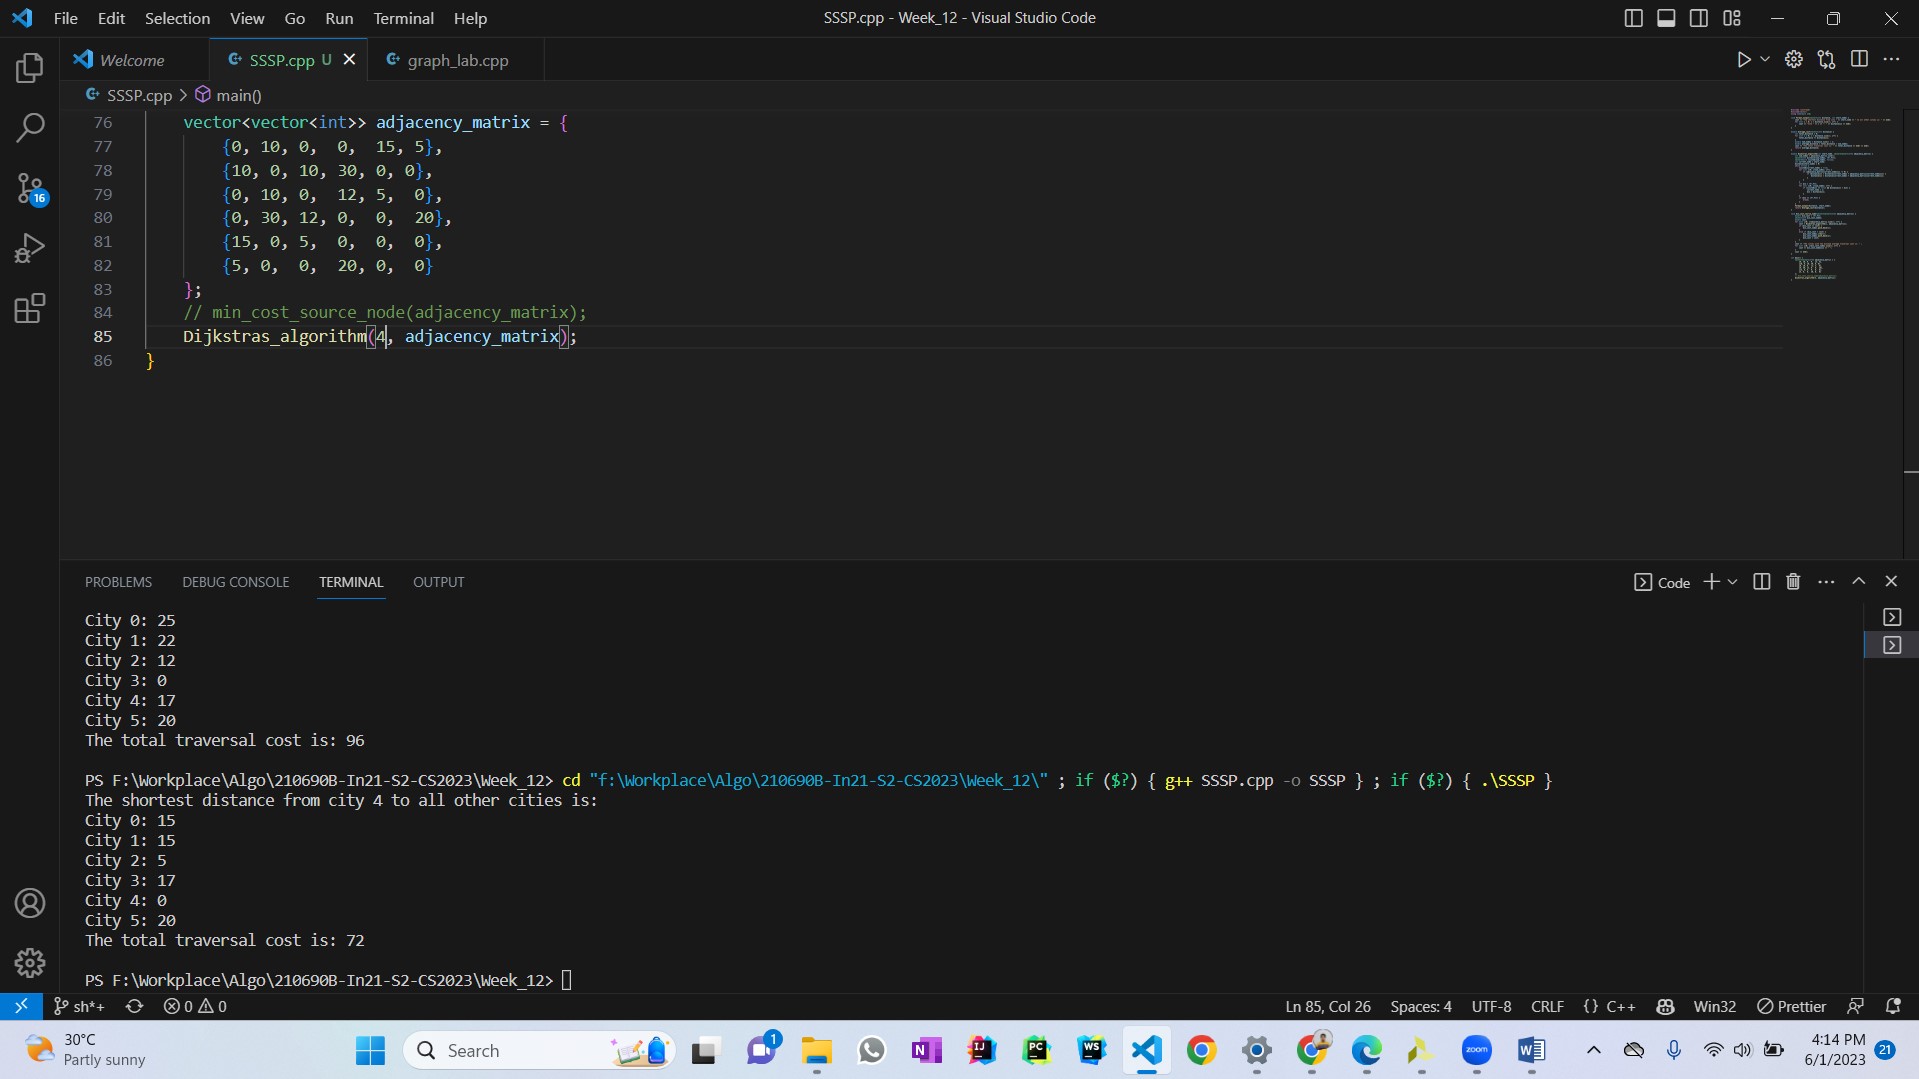 File Edit Selection View Go Run Terminal Help
SSSP.cpp - Week_12 - Visual Studio Code
Welcome
SSSP.cpp U
graph_lab.cpp
SSSP.cpp > main()
76 vector<vector<int>> adjacency_matrix = {
77 {0, 10, 0, 0, 15, 5},
78 {10, 0, 10, 30, 0, 0},
79 {0, 10, 0, 12, 5, 0},
80 {0, 30, 12, 0, 0, 20},
81 {15, 0, 5, 0, 0, 0},
82 {5, 0, 0, 20, 0, 0}
83 };
84 // min_cost_source_node(adjacency_matrix);
85 Dijkstras_algorithm(4, adjacency_matrix);
86 }
16
PROBLEMS DEBUG CONSOLE TERMINAL OUTPUT
Code
City 0: 25
City 1: 22
City 2: 12
City 3: 0
City 4: 17
City 5: 20
The total traversal cost is: 96
PS F:\Workplace\Algo\210690B-In21-S2-CS2023\Week_12> cd "f:\Workplace\Algo\210690B-In21-S2-CS2023\Week_12\" ; if ($?) { g++ SSSP.cpp -o SSSP } ; if ($?) { .\SSSP }
The shortest distance from city 4 to all other cities is:
City 0: 15
City 1: 15
City 2: 5
City 3: 17
City 4: 0
City 5: 20
The total traversal cost is: 72
PS F:\Workplace\Algo\210690B-In21-S2-CS2023\Week_12>
sh*+ 0 0
Ln 85, Col 26 Spaces: 4 UTF-8 CRLF {} C++ Win32 Prettier
30°C
Partly sunny
Search
1
IJ
PC
WS
zoom
4:14 PM
6/1/2023
21